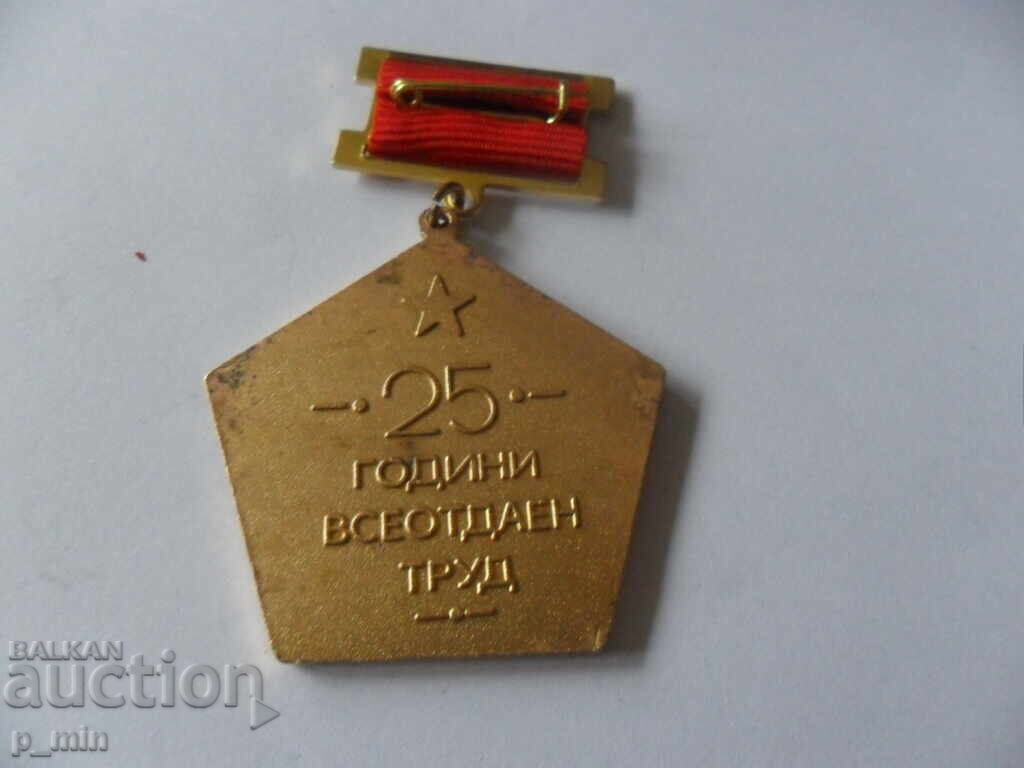 25
ГОДИНИ
ВСЕОТДАЕН
ТРУД
BALKAN
auction
p_min